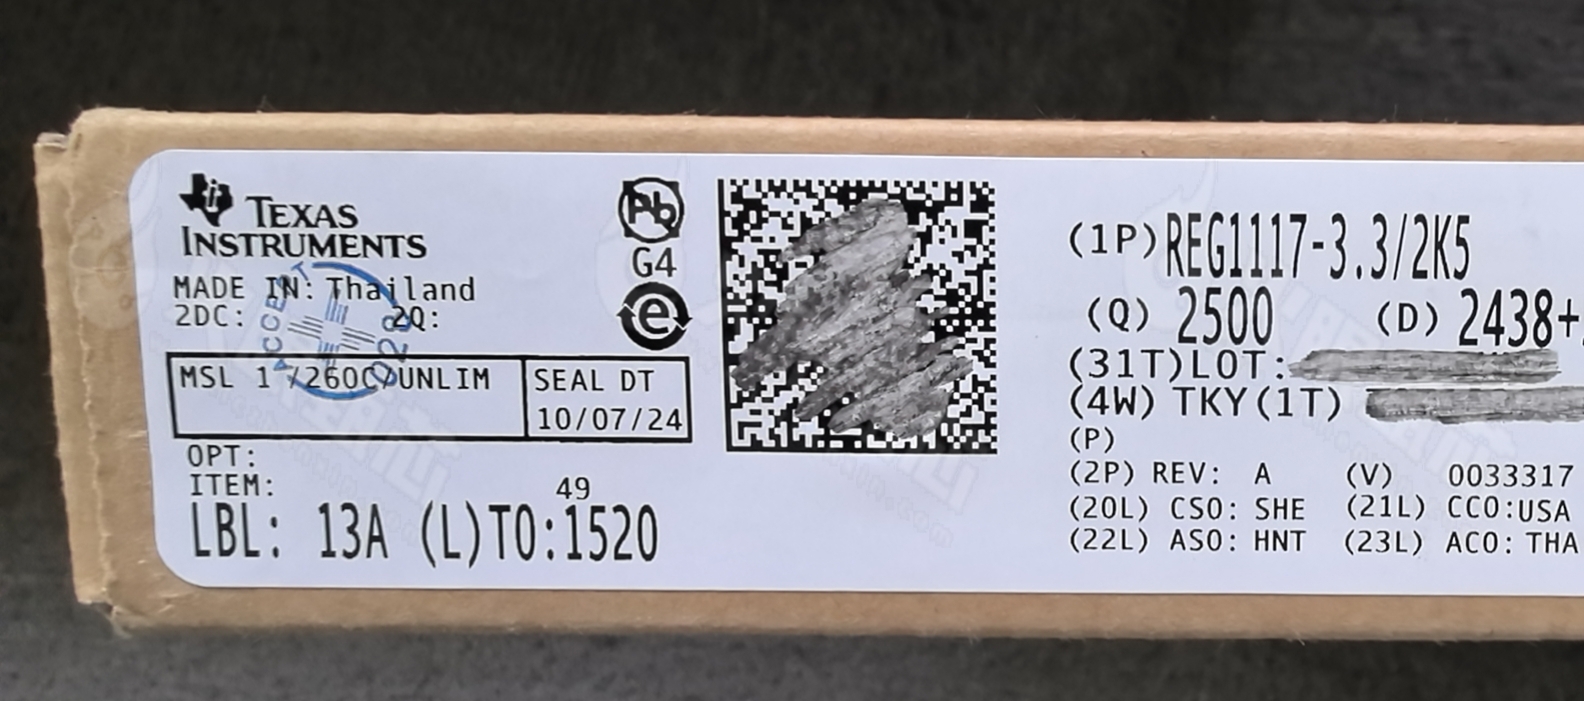 TEXAS
INSTRUMENTS
MADE IN: Thailand
2DC: 2Q:
MSL 1 /260C/UNLIM
SEAL DT
10/07/24
OPT:
ITEM:
49
LBL: 13A (L)TO:1520
Pb
G4
e
ACCEPT
(1P)REG1117-3.3/2K5
(Q) 2500 (D) 2438+
(31T)LOT:
(4W) TKY(1T)
(P)
(2P) REV: A (V) 0033317
(20L) CSO: SHE (21L) CCO:USA
(22L) ASO: HNT (23L) ACO: THA